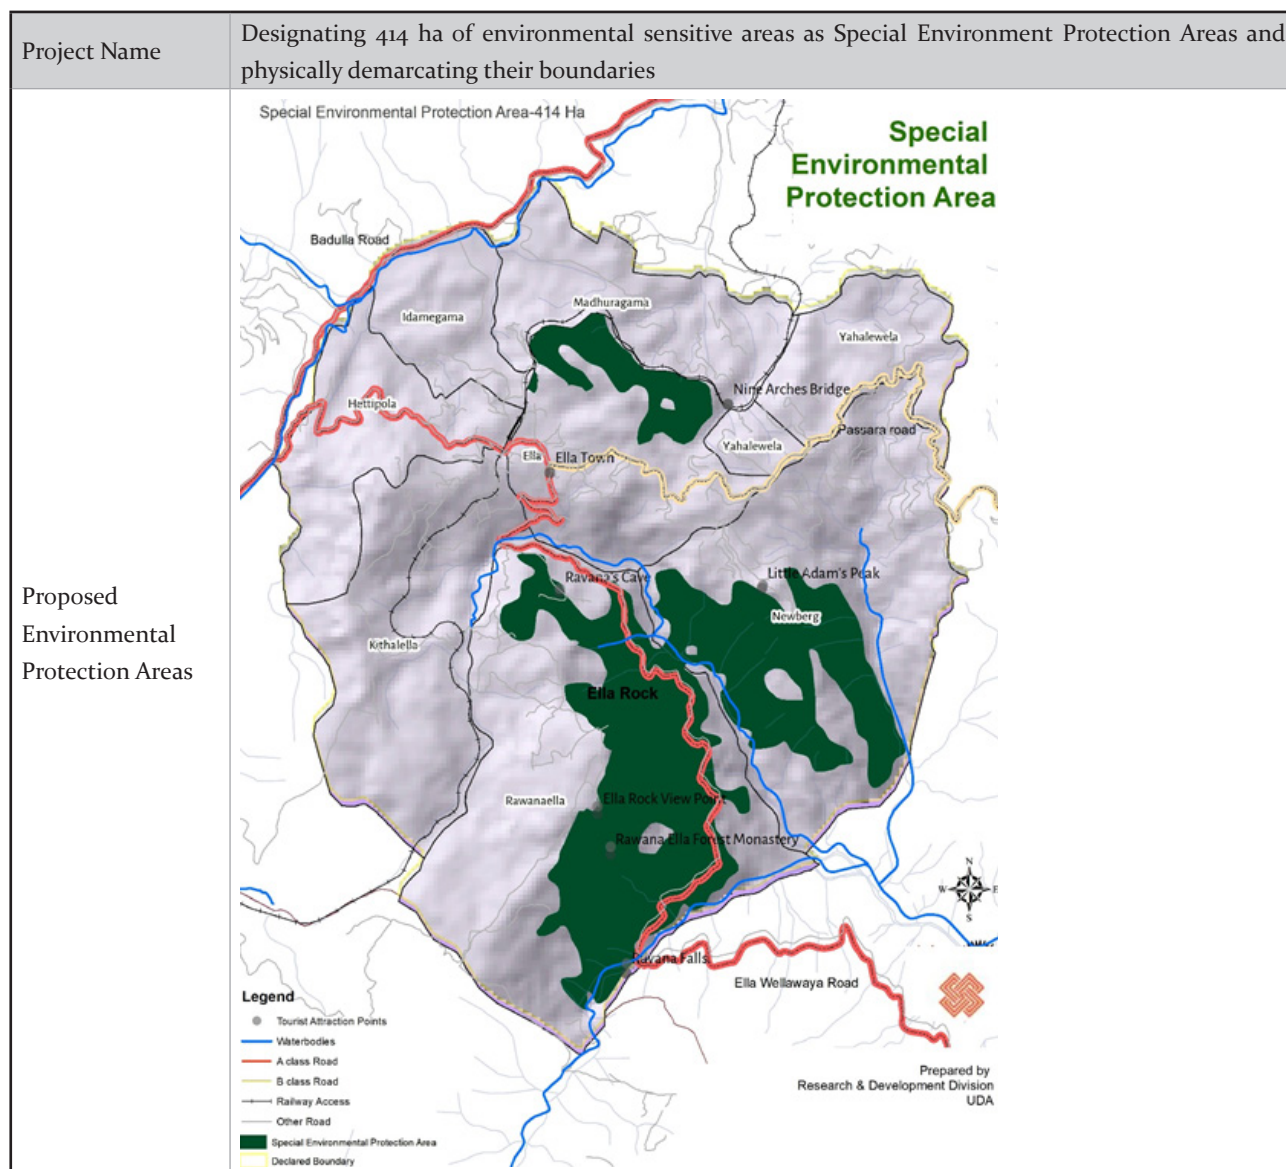 Project Name
Designating 414 ha of environmental sensitive areas as Special Environment Protection Areas and
physically demarcating their boundaries
Proposed
Environmental
Protection Areas
Special Environmental Protection Area-414 Ha
Special
Environmental
Protection Area
Badulla Road
Idamegama
Madhuragama
Yahalewela
Hettipola
Nine Arches Bridge
Passara road
Yahalewela
Ella
Ella Town
Ravana's Cave
Little Adam's Peak
Newberg
Kithalella
Ella Rock
Rawanaella
Ella Rock View Point
Rawana Ella Forest Monastery
N
W
E
S
Ravana Falls
Ella Wellawaya Road
Legend
Tourist Attraction Points
Waterbodies
A class Road
B class Road
Railway Access
Other Road
Special Environmental Protection Area
Declared Boundary
Prepared by
Research & Development Division
UDA